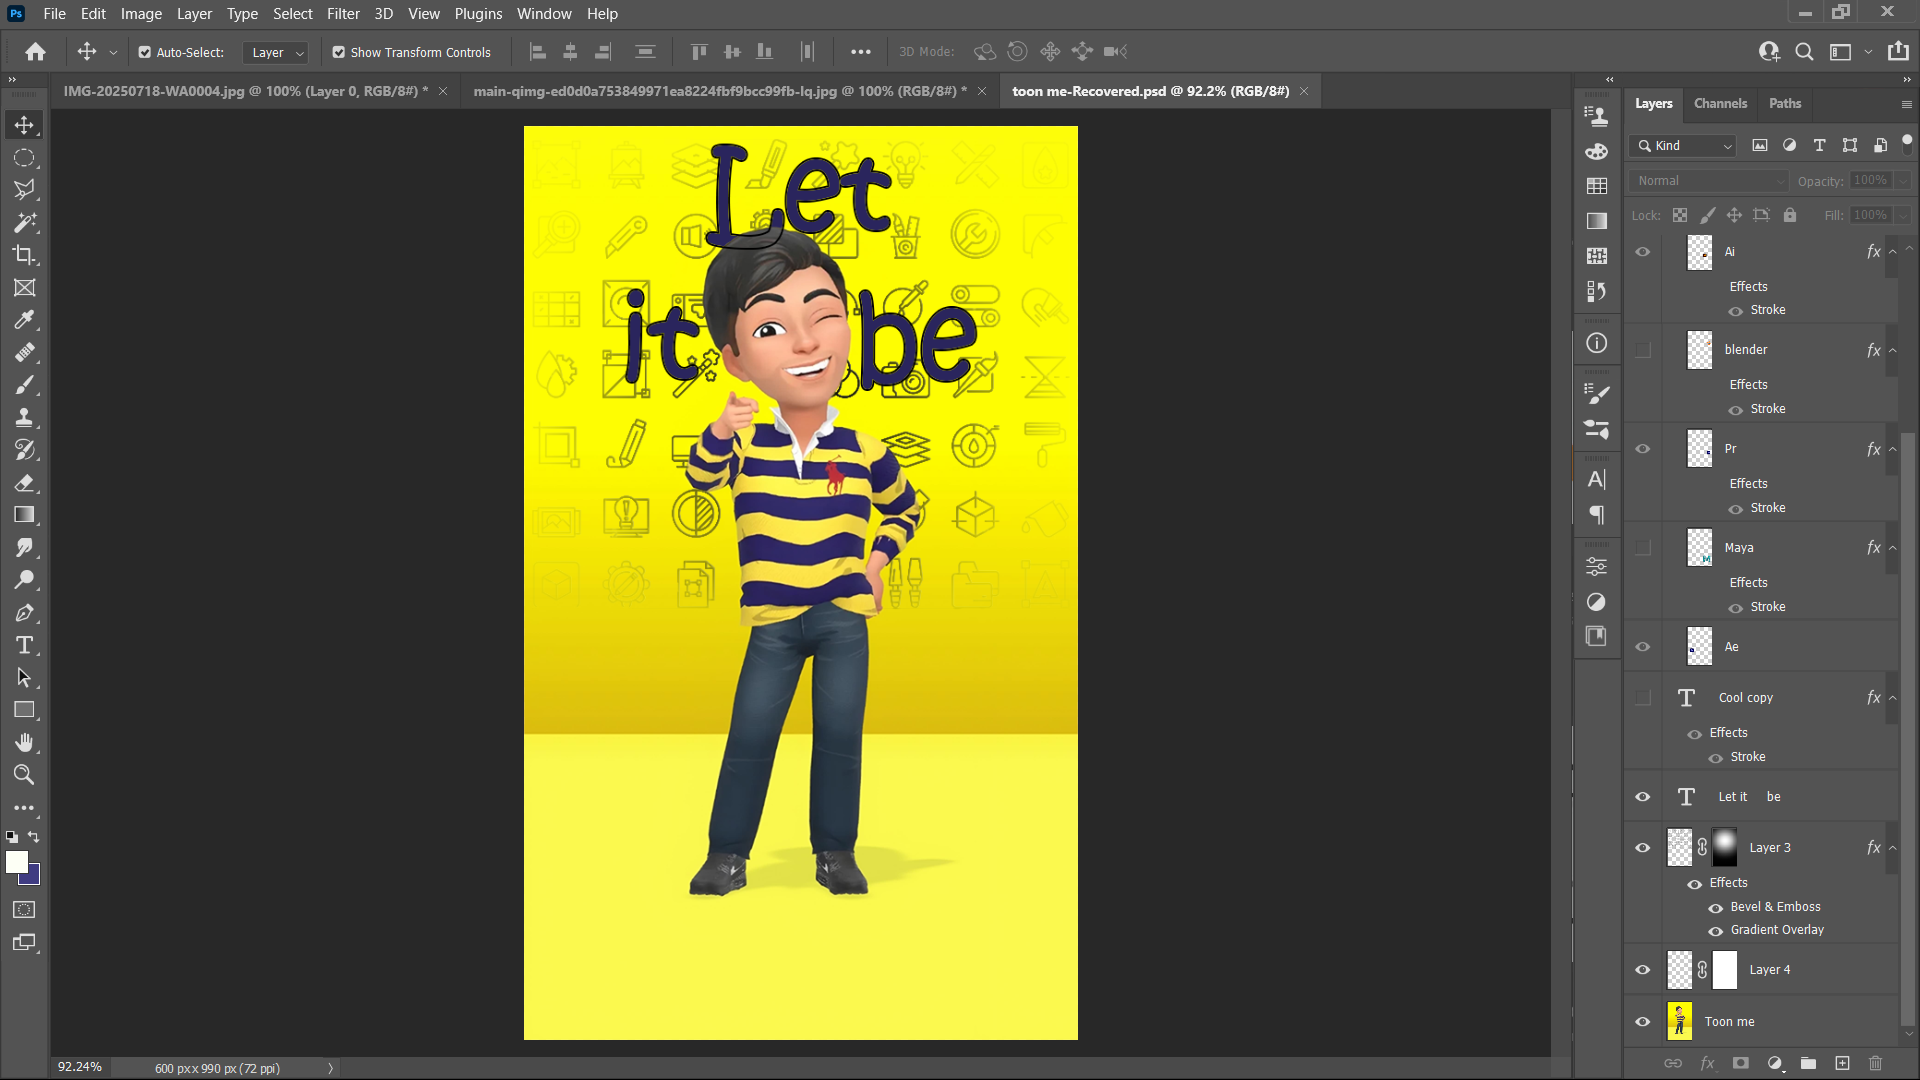 Ps File Edit Image Layer Type Select Filter 3D View Plugins Window Help
Auto-Select: Layer Show Transform Controls 3D Mode:
IMG-20250718-WA0004.jpg @ 100% (Layer 0, RGB/8#) * main-qimg-ed0d0a753849971ea8224fbf9bcc99fb-lq.jpg @ 100% (RGB/8#) * toon me-Recovered.psd @ 92.2% (RGB/8#)
Let
it be
Layers Channels Paths
Kind
Normal Opacity: 100%
Lock: Fill: 100%
Ai fx
Effects
Stroke
blender fx
Effects
Stroke
Pr fx
Effects
Stroke
Maya fx
Effects
Stroke
Ae
Cool copy fx
Effects
Stroke
Let it be
Layer 3 fx
Effects
Bevel & Emboss
Gradient Overlay
Layer 4
Toon me
fx
92.24% 600 px x 990 px (72 ppi)